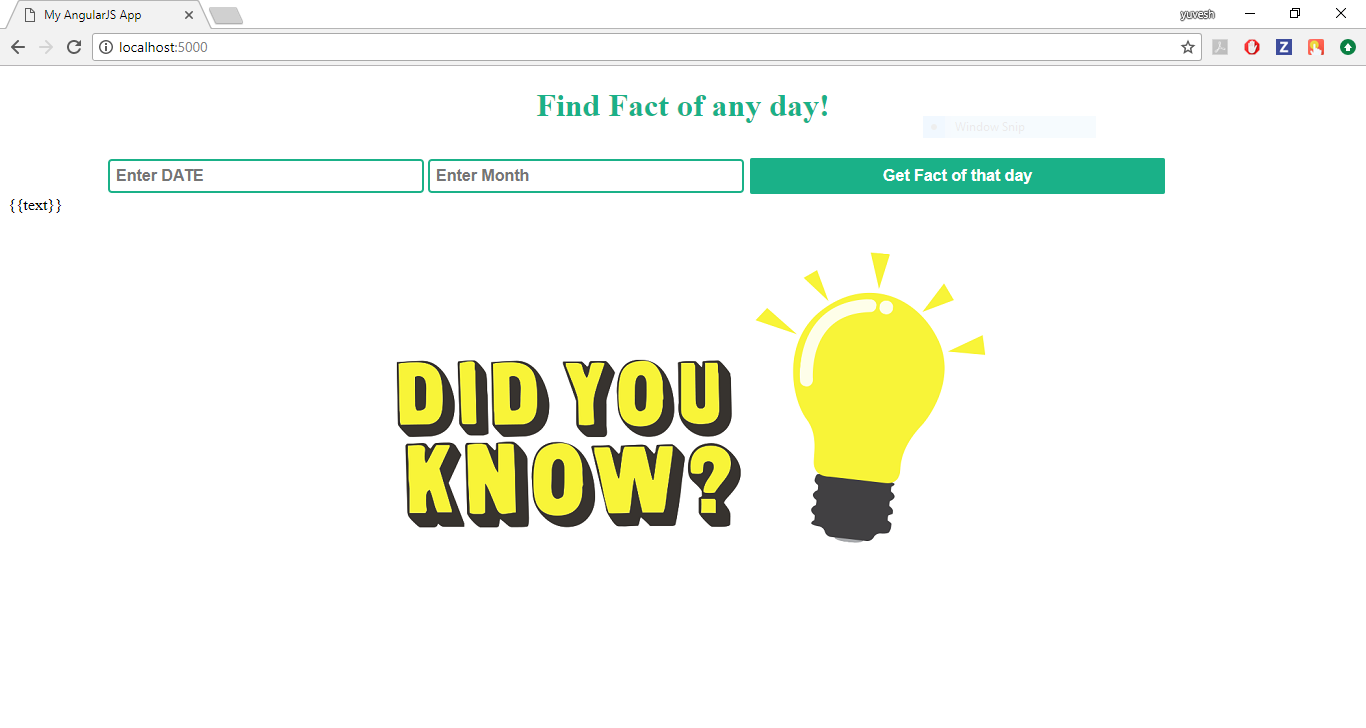 My AngularJS App
yuvesh
localhost:5000
Find Fact of any day!
Window Snip
Enter DATE
Enter Month
Get Fact of that day
{{text}}
DID YOU
KNOW?